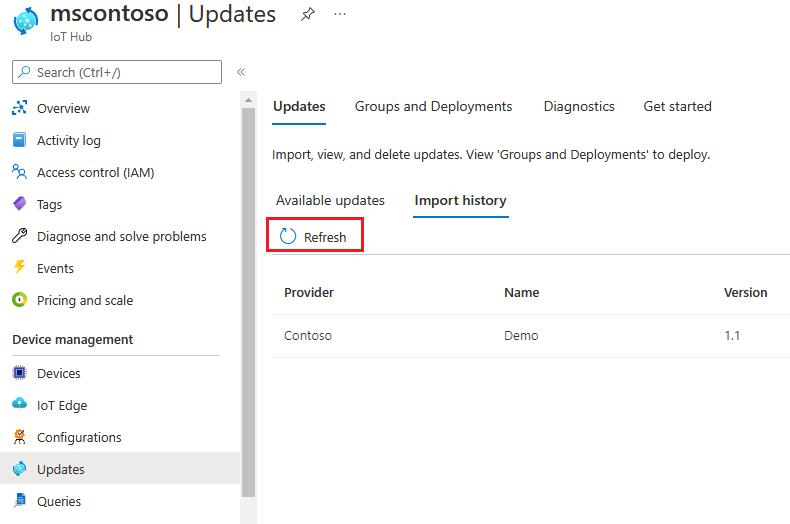 mscontoso | Updates
IoT Hub
Search (Ctrl+/)
Overview
Activity log
Access control (IAM)
Tags
Diagnose and solve problems
Events
Pricing and scale
Device management
Devices
IoT Edge
Configurations
Updates
Queries
Updates Groups and Deployments Diagnostics Get started
Import, view, and delete updates. View 'Groups and Deployments' to deploy.
Available updates Import history
Refresh
Provider Name Version
Contoso Demo 1.1